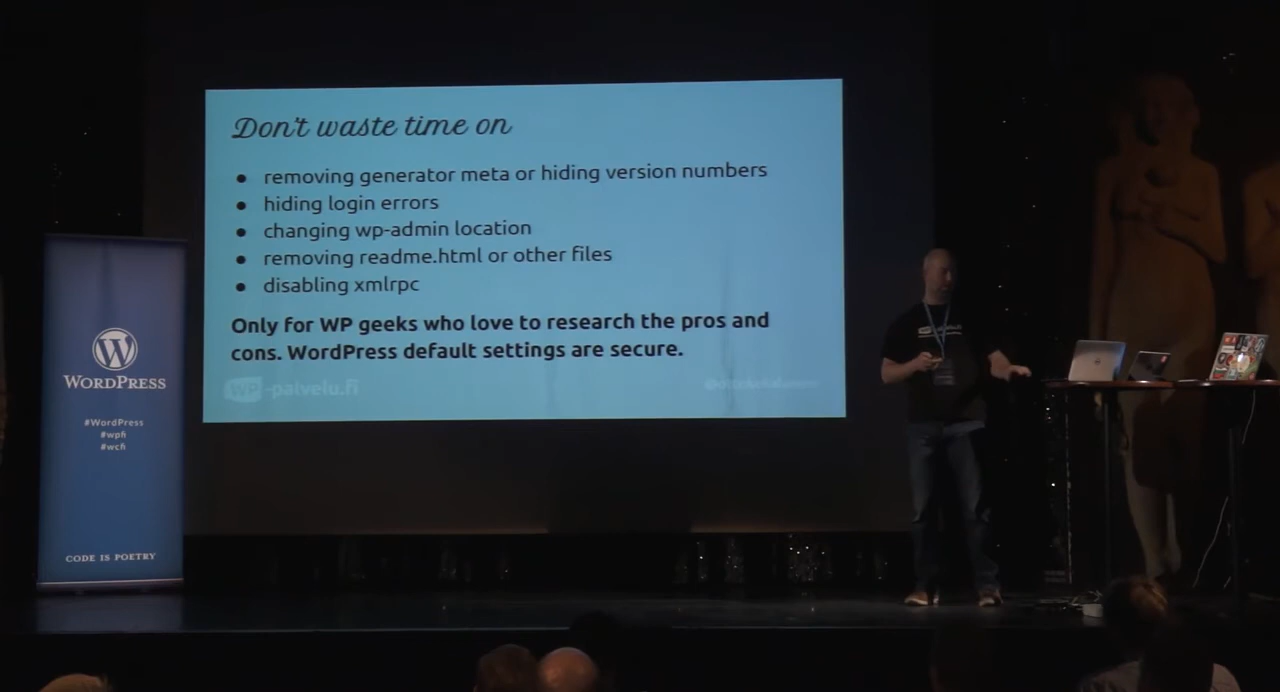 Don't waste time on
● removing generator meta or hiding version numbers
● hiding login errors
● changing wp-admin location
● removing readme.html or other files
● disabling xmlrpc
Only for WP geeks who love to research the pros and
cons. WordPress default settings are secure.
WP-palvelu.fi
WORDPRESS
#WordPress
#wpfi
#wcfi
CODE IS POETRY